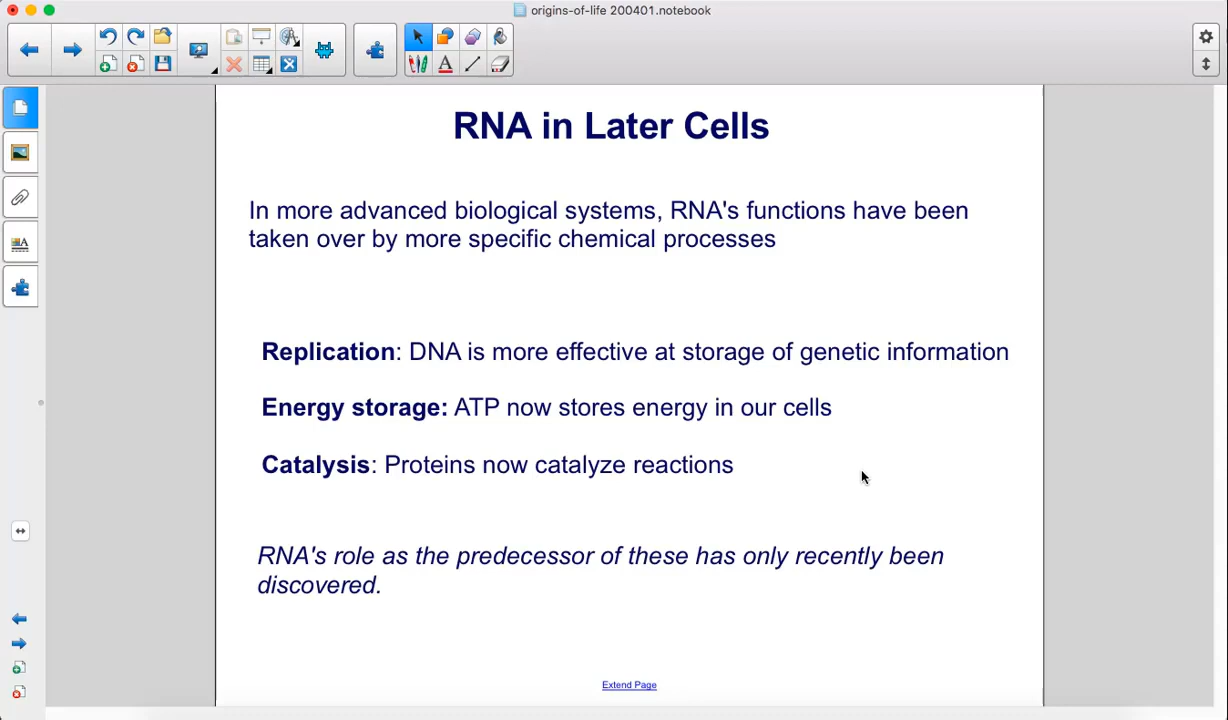 origins-of-life 200401.notebook
RNA in Later Cells
In more advanced biological systems, RNA's functions have been
taken over by more specific chemical processes
Replication: DNA is more effective at storage of genetic information
Energy storage: ATP now stores energy in our cells
Catalysis: Proteins now catalyze reactions
RNA's role as the predecessor of these has only recently been
discovered.
Extend Page